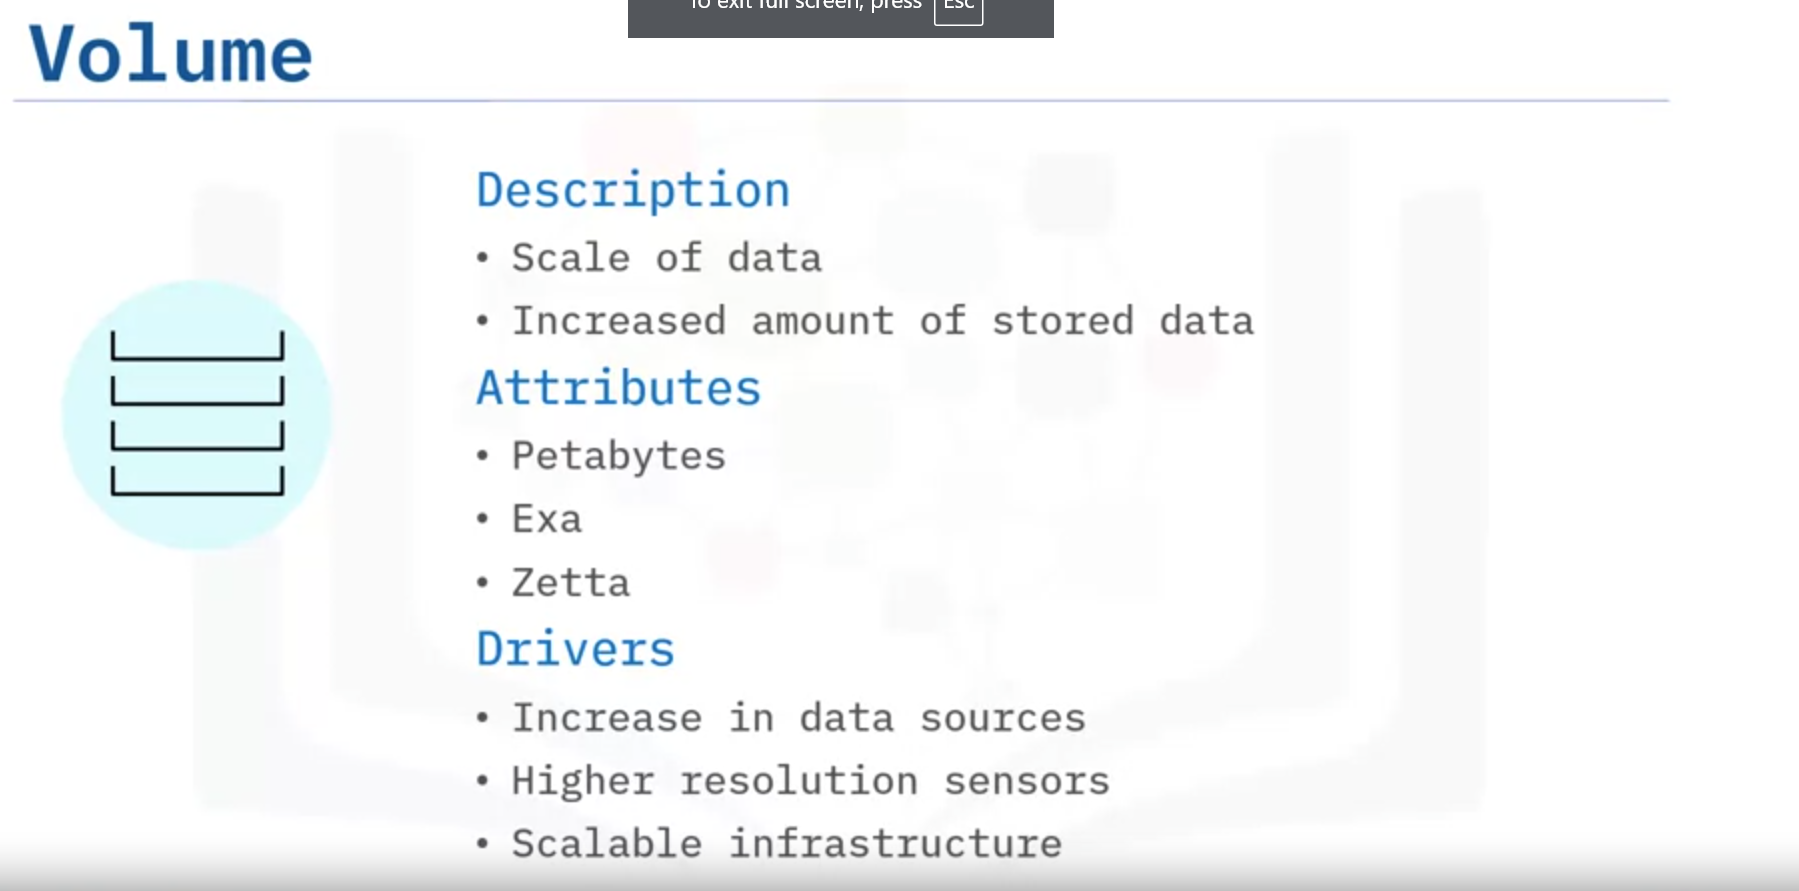 To exit full screen, press Esc
Volume
Description
• Scale of data
• Increased amount of stored data
Attributes
• Petabytes
• Exa
• Zetta
Drivers
• Increase in data sources
• Higher resolution sensors
• Scalable infrastructure